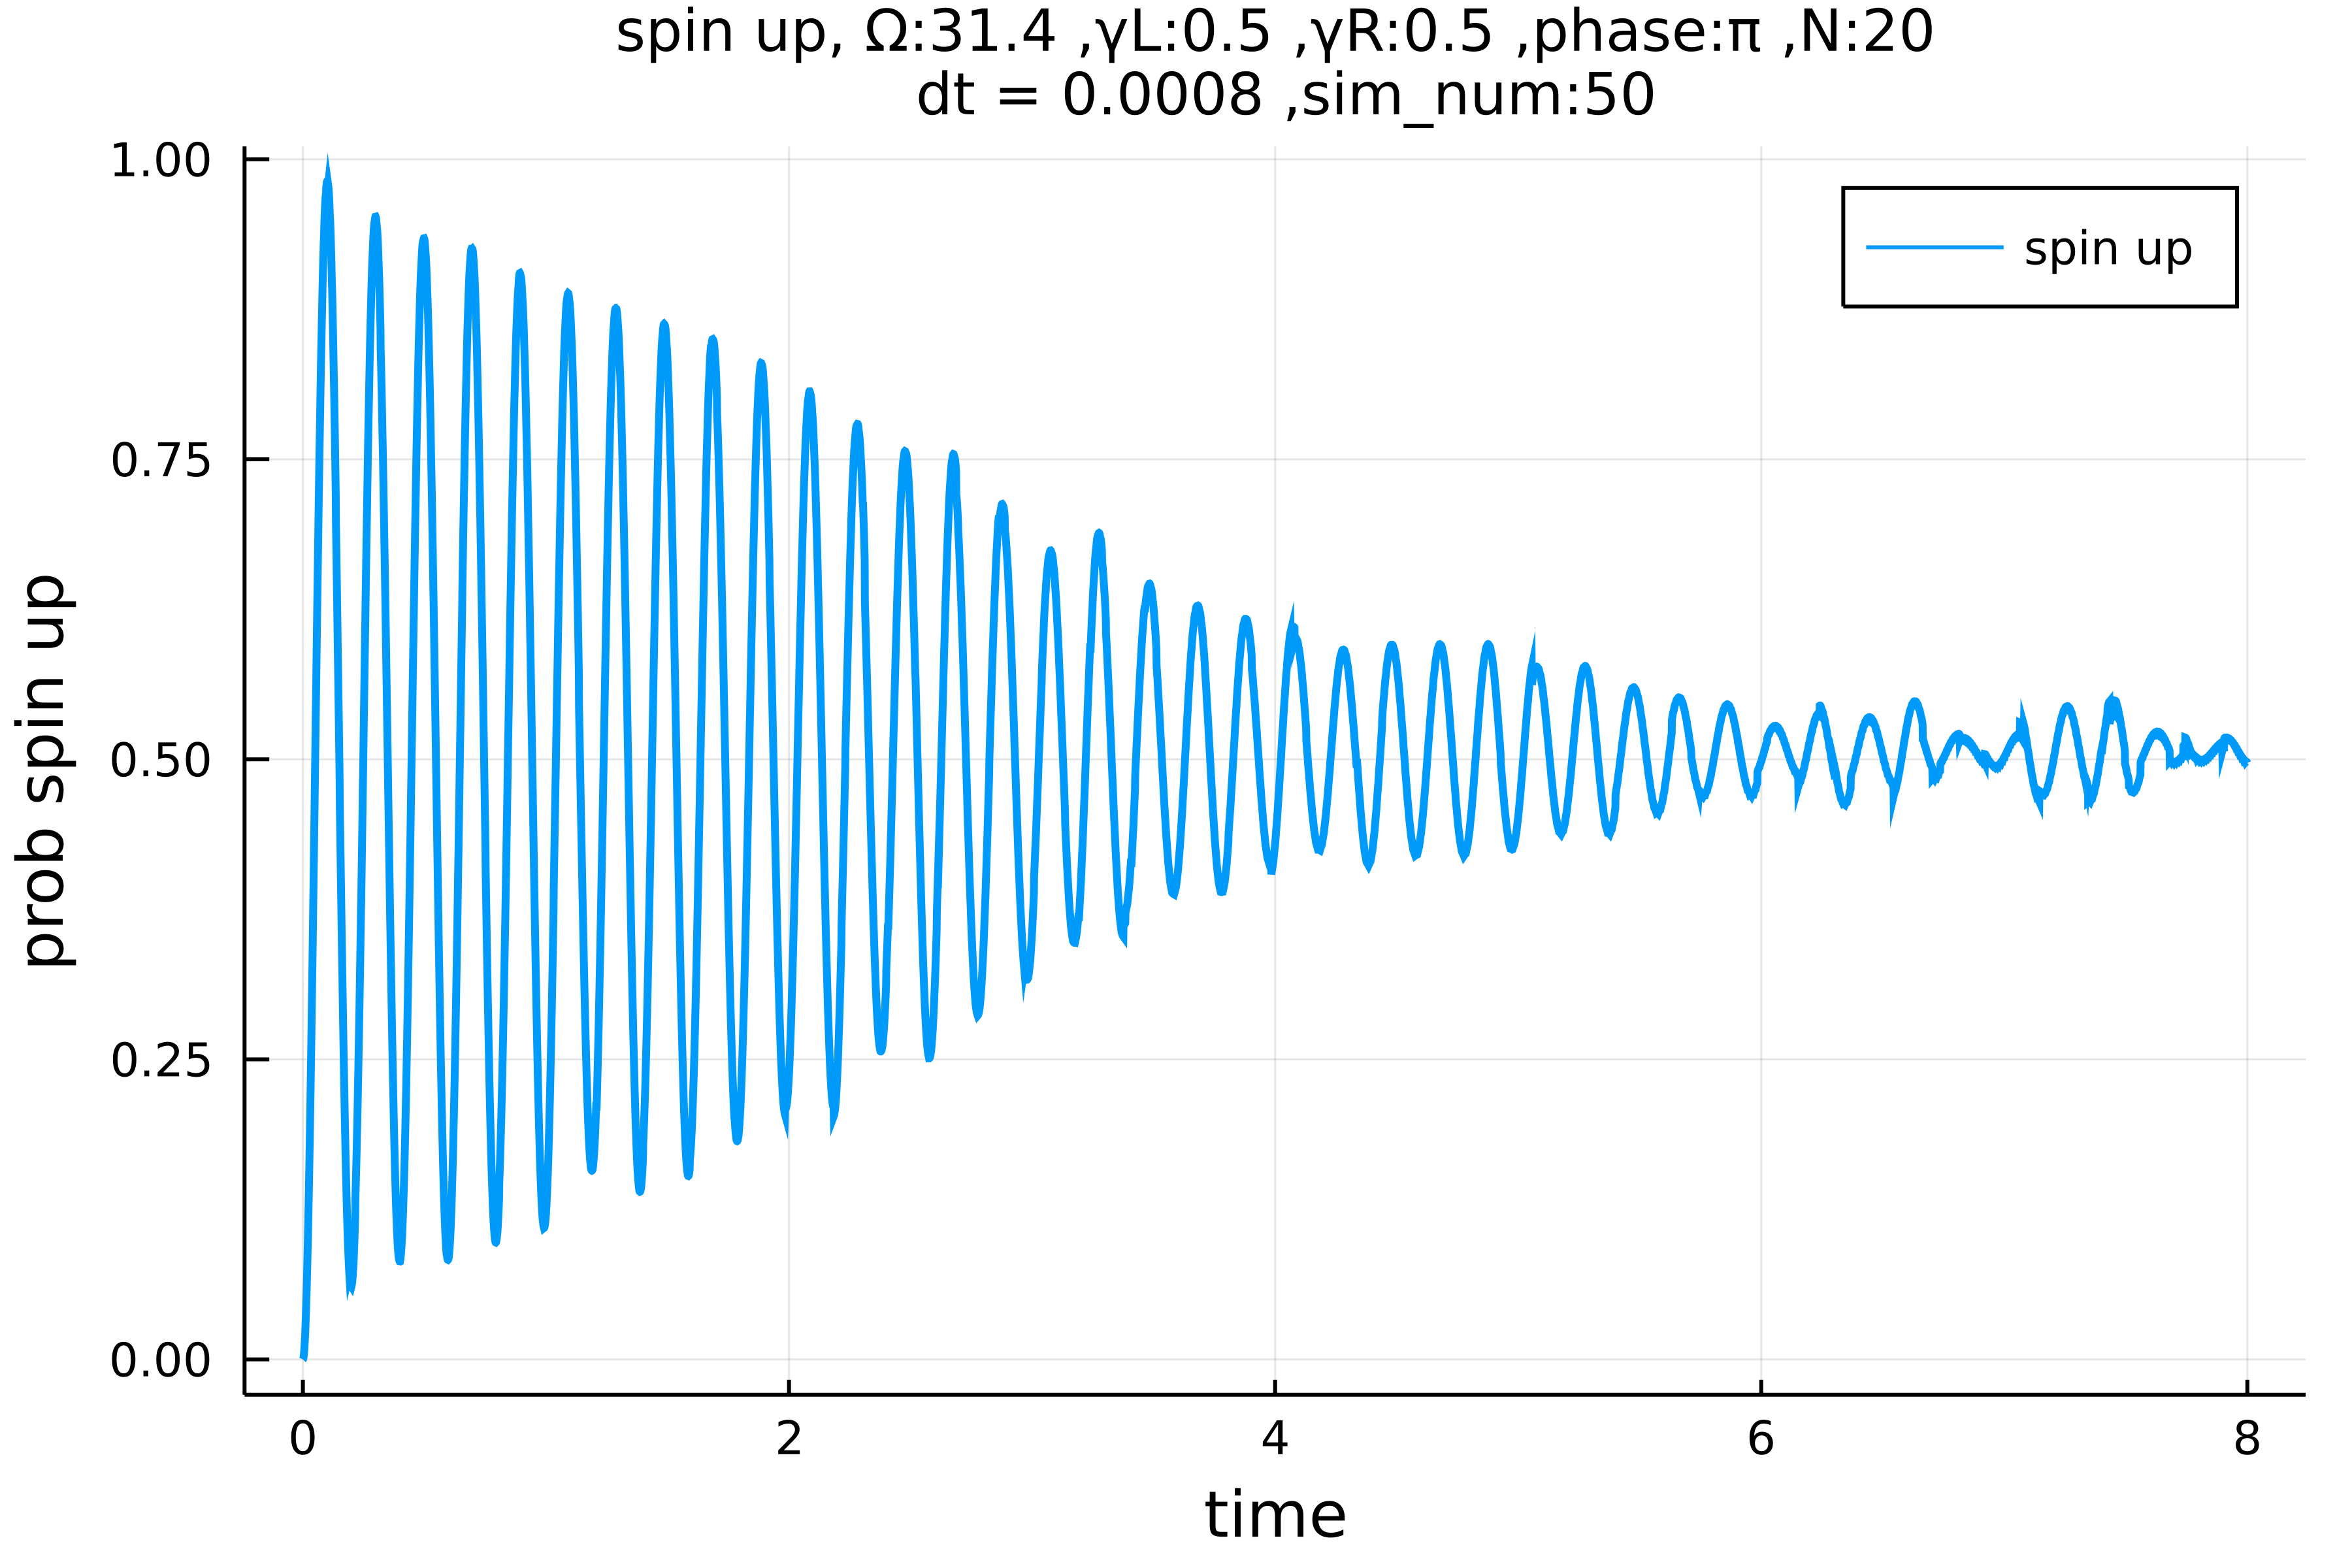 spin up, Ω:31.4 ,γL:0.5 ,γR:0.5 ,phase:π ,N:20
dt = 0.0008 ,sim_num:50
1.00
0.75
0.50
0.25
0.00
prob spin up
spin up
0 2 4 6 8
time